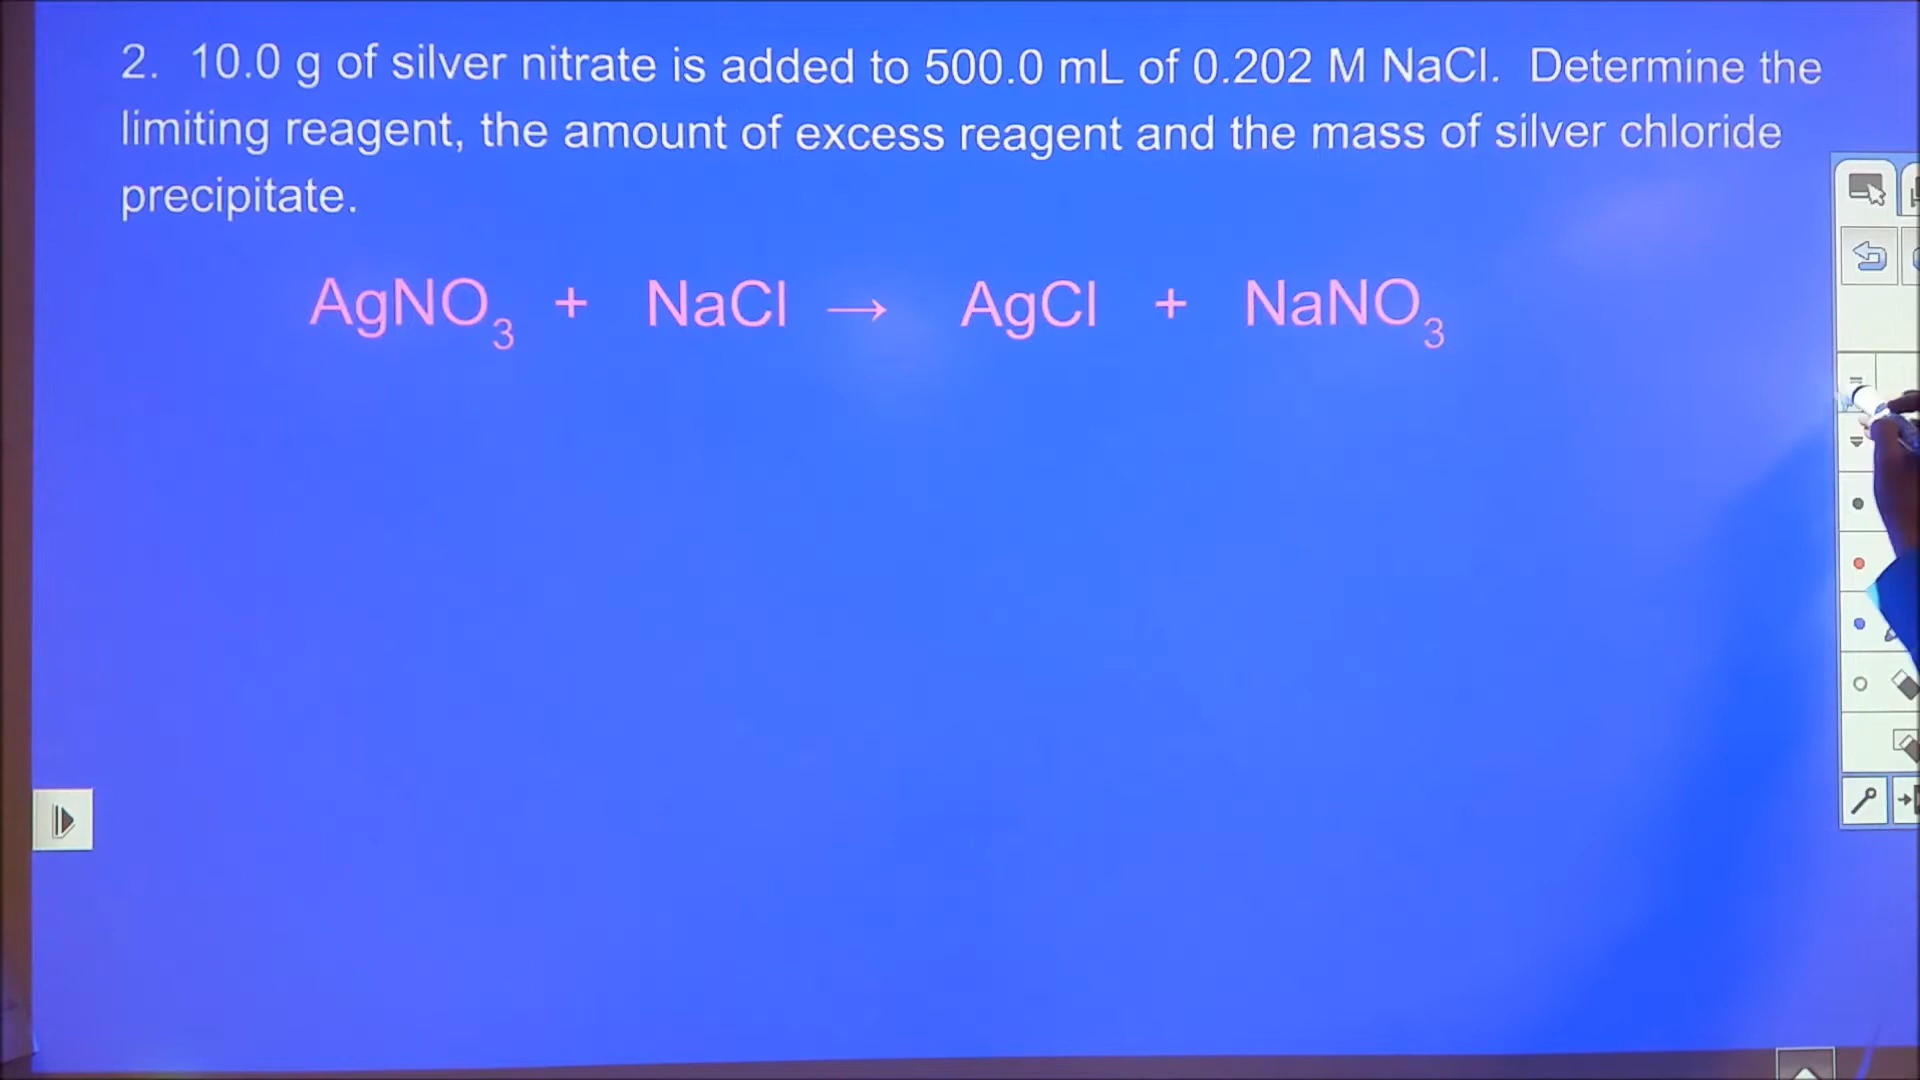 2. 10.0 g of silver nitrate is added to 500.0 mL of 0.202 M NaCl. Determine the
limiting reagent, the amount of excess reagent and the mass of silver chloride
precipitate.
AgNO₃ + NaCl → AgCl + NaNO₃